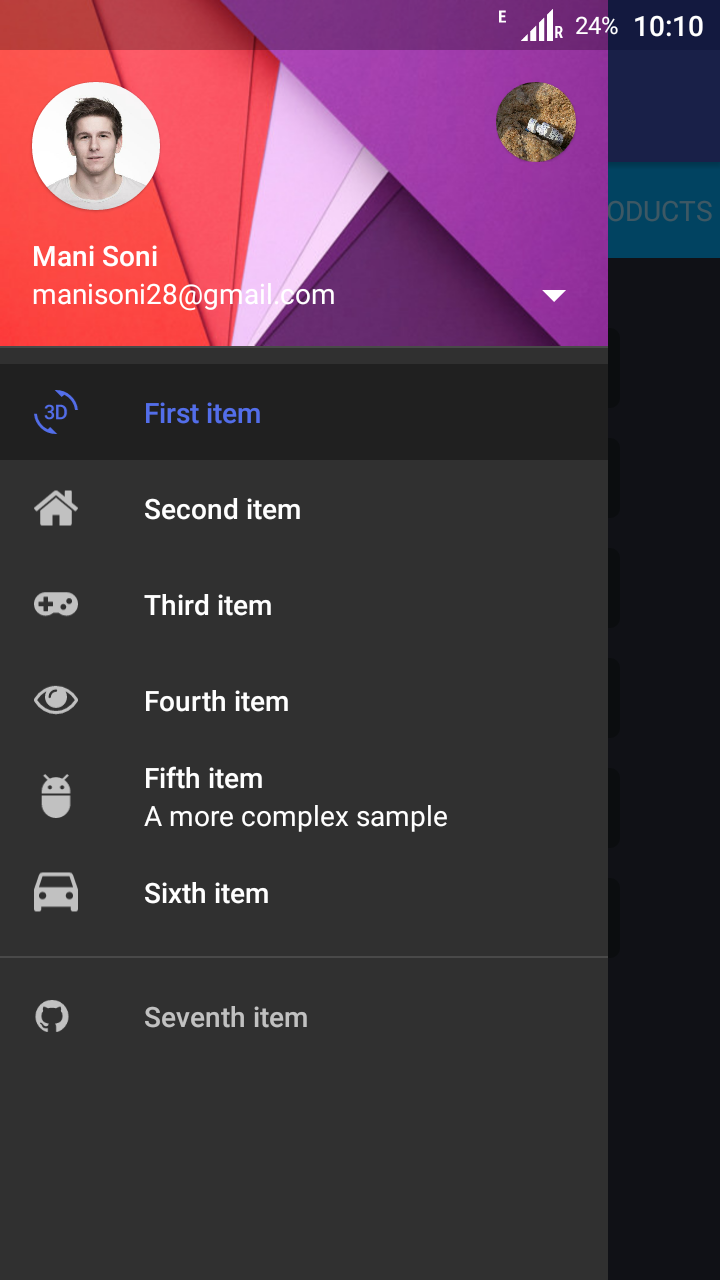 E R 24% 10:10
ODUCTS
Mani Soni
manisoni28@gmail.com
3D First item
Second item
Third item
Fourth item
Fifth item
A more complex sample
Sixth item
Seventh item